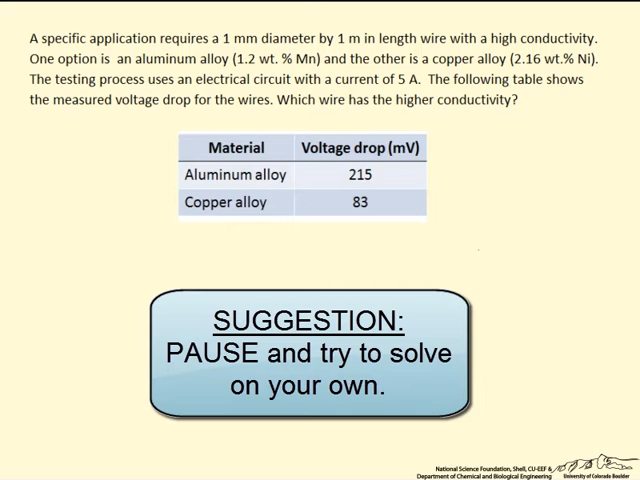 A specific application requires a 1 mm diameter by 1 m in length wire with a high conductivity.
One option is an aluminum alloy (1.2 wt. % Mn) and the other is a copper alloy (2.16 wt.% Ni).
The testing process uses an electrical circuit with a current of 5 A. The following table shows
the measured voltage drop for the wires. Which wire has the higher conductivity?
Material Voltage drop (mV)
Aluminum alloy 215
Copper alloy 83
SUGGESTION:
PAUSE and try to solve
on your own.
National Science Foundation, Shell, CU-EEF &
Department of Chemical and Biological Engineering
University of Colorado Boulder